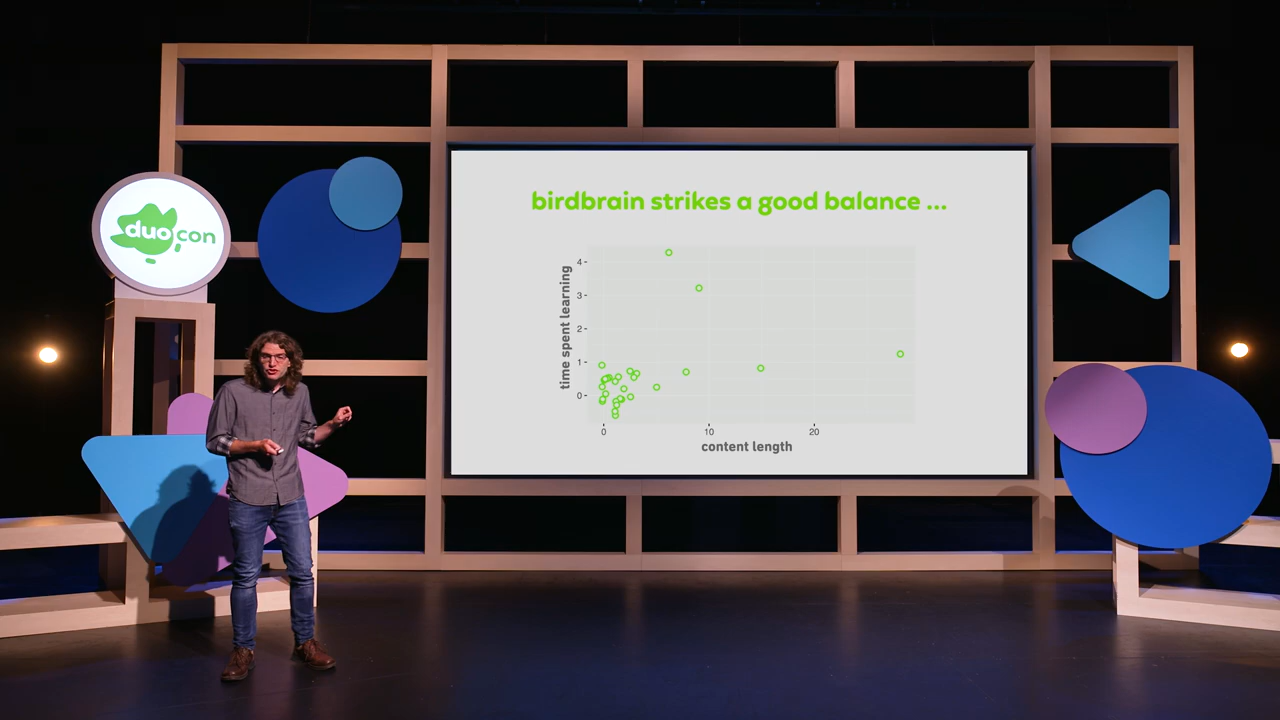 birdbrain strikes a good balance ...
duo con
time spent learning
4
3
2
1
0
0 10 20
content length